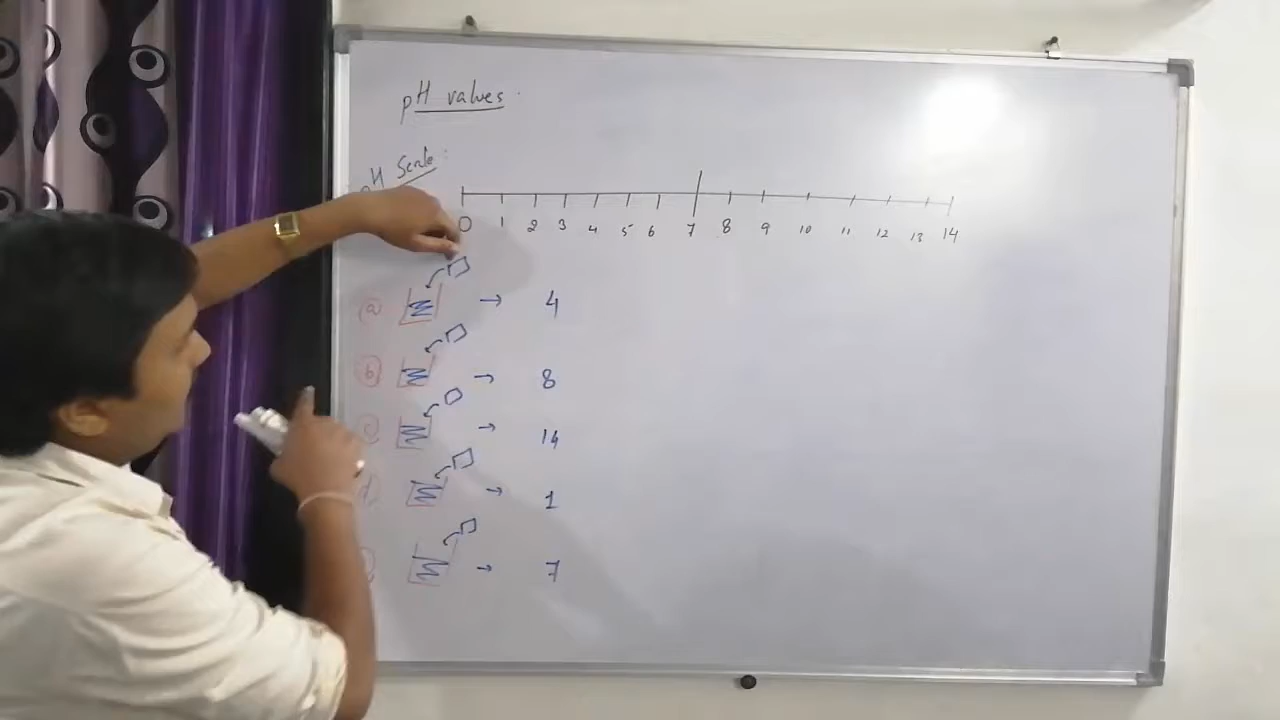 pH values
pH Scale:
0 1 2 3 4 5 6 7 8 9 10 11 12 13 14
(a) → 4
(b) → 8
(c) → 14
(d) → 1
→ 7